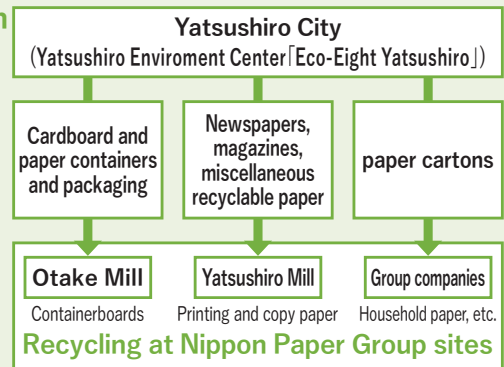 n
Yatsushiro City
(Yatsushiro Enviroment Center「Eco-Eight Yatsushiro」)
Cardboard and
paper containers
and packaging
Newspapers,
magazines,
miscellaneous
recyclable paper
paper cartons
Otake Mill
Yatsushiro Mill
Group companies
Containerboards
Printing and copy paper
Household paper, etc.
Recycling at Nippon Paper Group sites